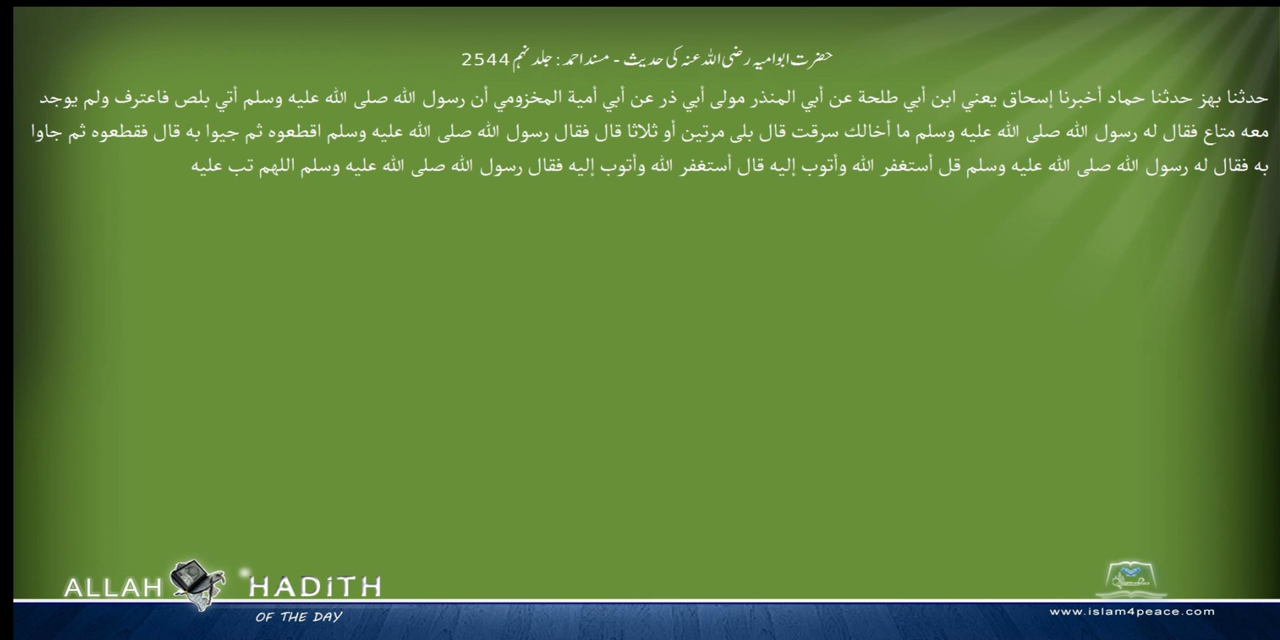 حضرت ابوامیہ رضی اللہ عنہ کی حدیث - مسند احمد : جلد نہم 2544
حدثنا بهز حدثنا حماد أخبرنا إسحاق يعني ابن أبي طلحة عن أبي المنذر مولى أبي ذر عن أبي أمية المخزومي أن رسول الله صلى الله عليه وسلم أتي بلص فاعترف ولم يوجد
معه متاع فقال له رسول الله صلى الله عليه وسلم ما أخالك سرقت قال بلى مرتين أو ثلاثا قال فقال رسول الله صلى الله عليه وسلم اقطعوه ثم جيوا به قال فقطعوه ثم جاوا
به فقال له رسول الله صلى الله عليه وسلم قل أستغفر الله وأتوب إليه قال أستغفر الله وأتوب إليه فقال رسول الله صلى الله عليه وسلم اللهم تب عليه
ALLAH HADiTH
OF THE DAY
www.islam4peace.com